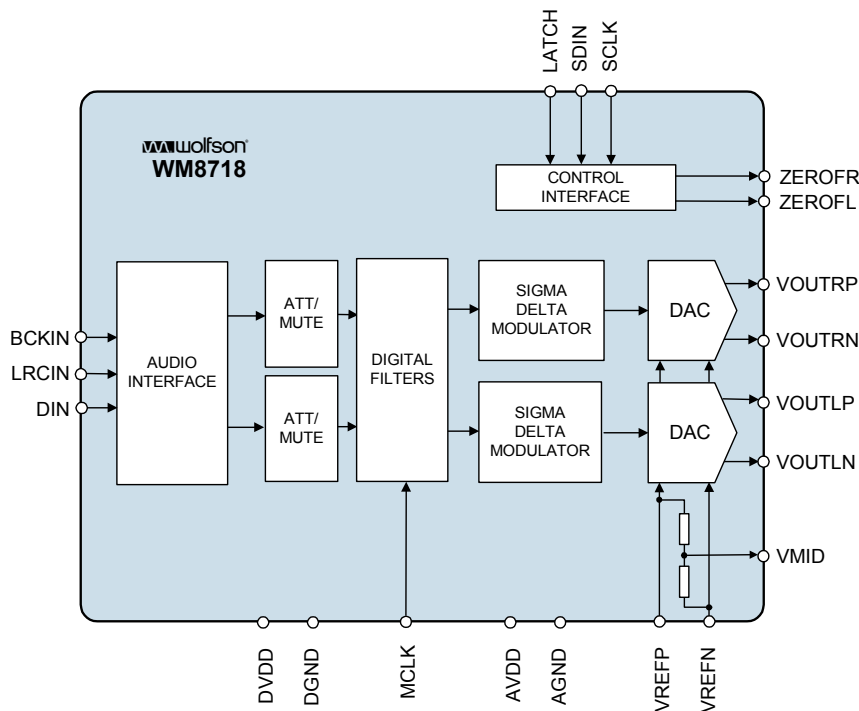 LATCH
SDIN
SCLK
wolfson®
WM8718
CONTROL
INTERFACE
ZEROFR
ZEROFL
BCKIN
LRCIN
DIN
AUDIO
INTERFACE
ATT/
MUTE
ATT/
MUTE
DIGITAL
FILTERS
SIGMA
DELTA
MODULATOR
SIGMA
DELTA
MODULATOR
DAC
DAC
VOUTRP
VOUTRN
VOUTLP
VOUTLN
VMID
DVDD
DGND
MCLK
AVDD
AGND
VREFP
VREFN